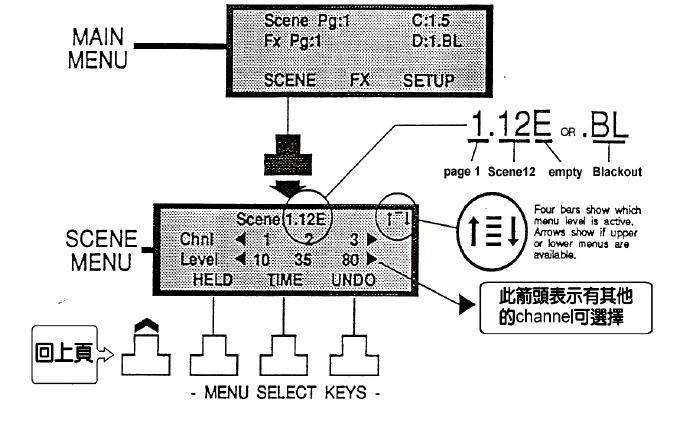 MAIN
MENU
Scene Pg:1 C:1.5
Fx Pg:1 D:1.BL
SCENE FX SETUP
1.12E OR .BL
page 1 Scene12 empty Blackout
SCENE
MENU
Scene 1.12E
Chnl ◀ 1 2 3 ▶
Level ◀ 10 35 80 ▶
HELD TIME UNDO
Four bars show which
menu level is active.
Arrows show if upper
or lower menus are
available.
此箭頭表示有其他
的channel可選擇
回上頁
- MENU SELECT KEYS -